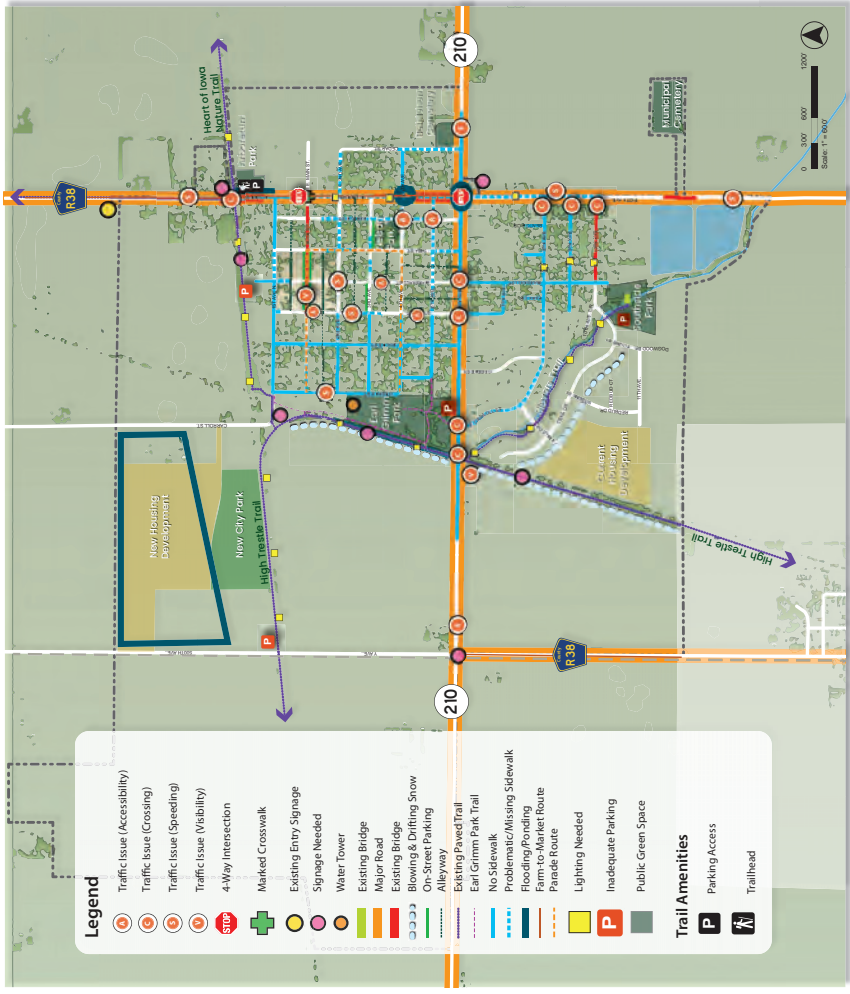 Legend
Traffic Issue (Accessibility)
Traffic Issue (Crossing)
Traffic Issue (Speeding)
Traffic Issue (Visibility)
4-Way Intersection
Marked Crosswalk
Existing Entry Signage
Signage Needed
Water Tower
Existing Bridge
Major Road
Existing Bridge
Blowing & Drifting Snow
On-Street Parking
Alleyway
Existing Paved Trail
Earl Grimm Park Trail
No Sidewalk
Problematic/Missing Sidewalk
Flooding/Ponding
Farm-to-Market Route
Parade Route
Lighting Needed
Inadequate Parking
Public Green Space
Trail Amenities
Parking Access
Trailhead
A
C
S
V
STOP
P
P
210
210
R38
R38
New Housing
Development
New City Park
High Trestle Trail
High Trestle Trail
Heart of Iowa
Nature Trail
Park
Earl
Grimm
Park
Current
Housing
Development
Southside
Park
Municipal
Cemetery
CARROLL ST
0
300'
600'
1200'
Scale: 1" = 600'